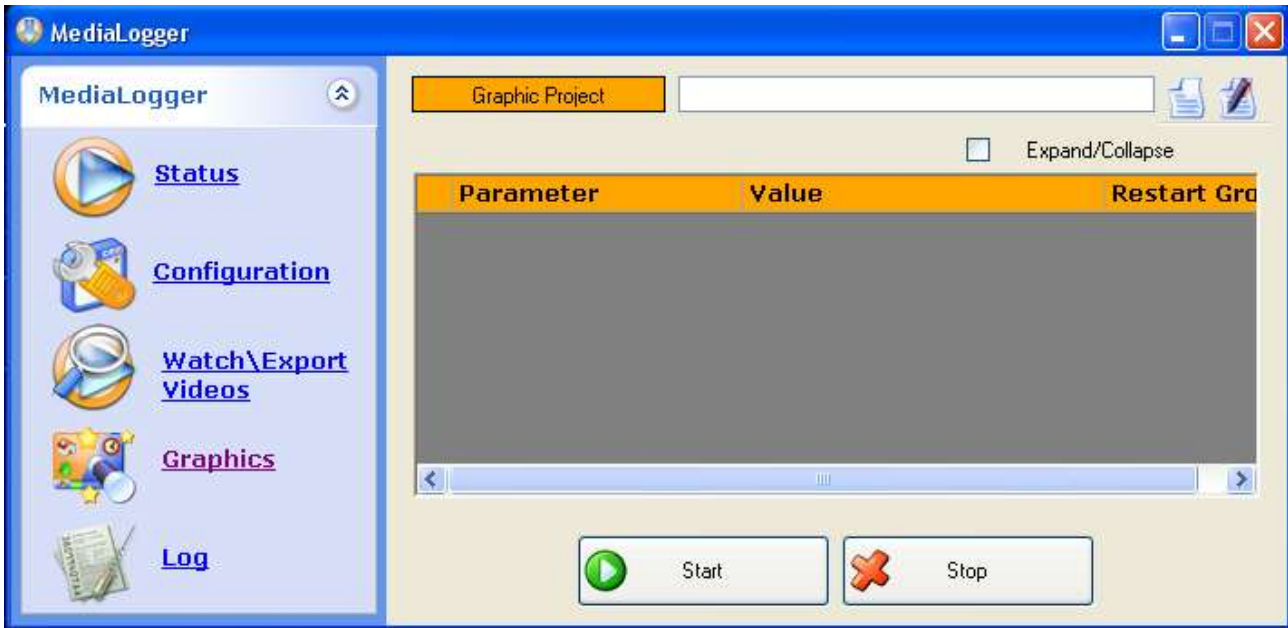 MediaLogger
MediaLogger
Status
Configuration
Watch\Export
Videos
Graphics
Log
Graphic Project
Expand/Collapse
Parameter Value Restart Gro
Start Stop